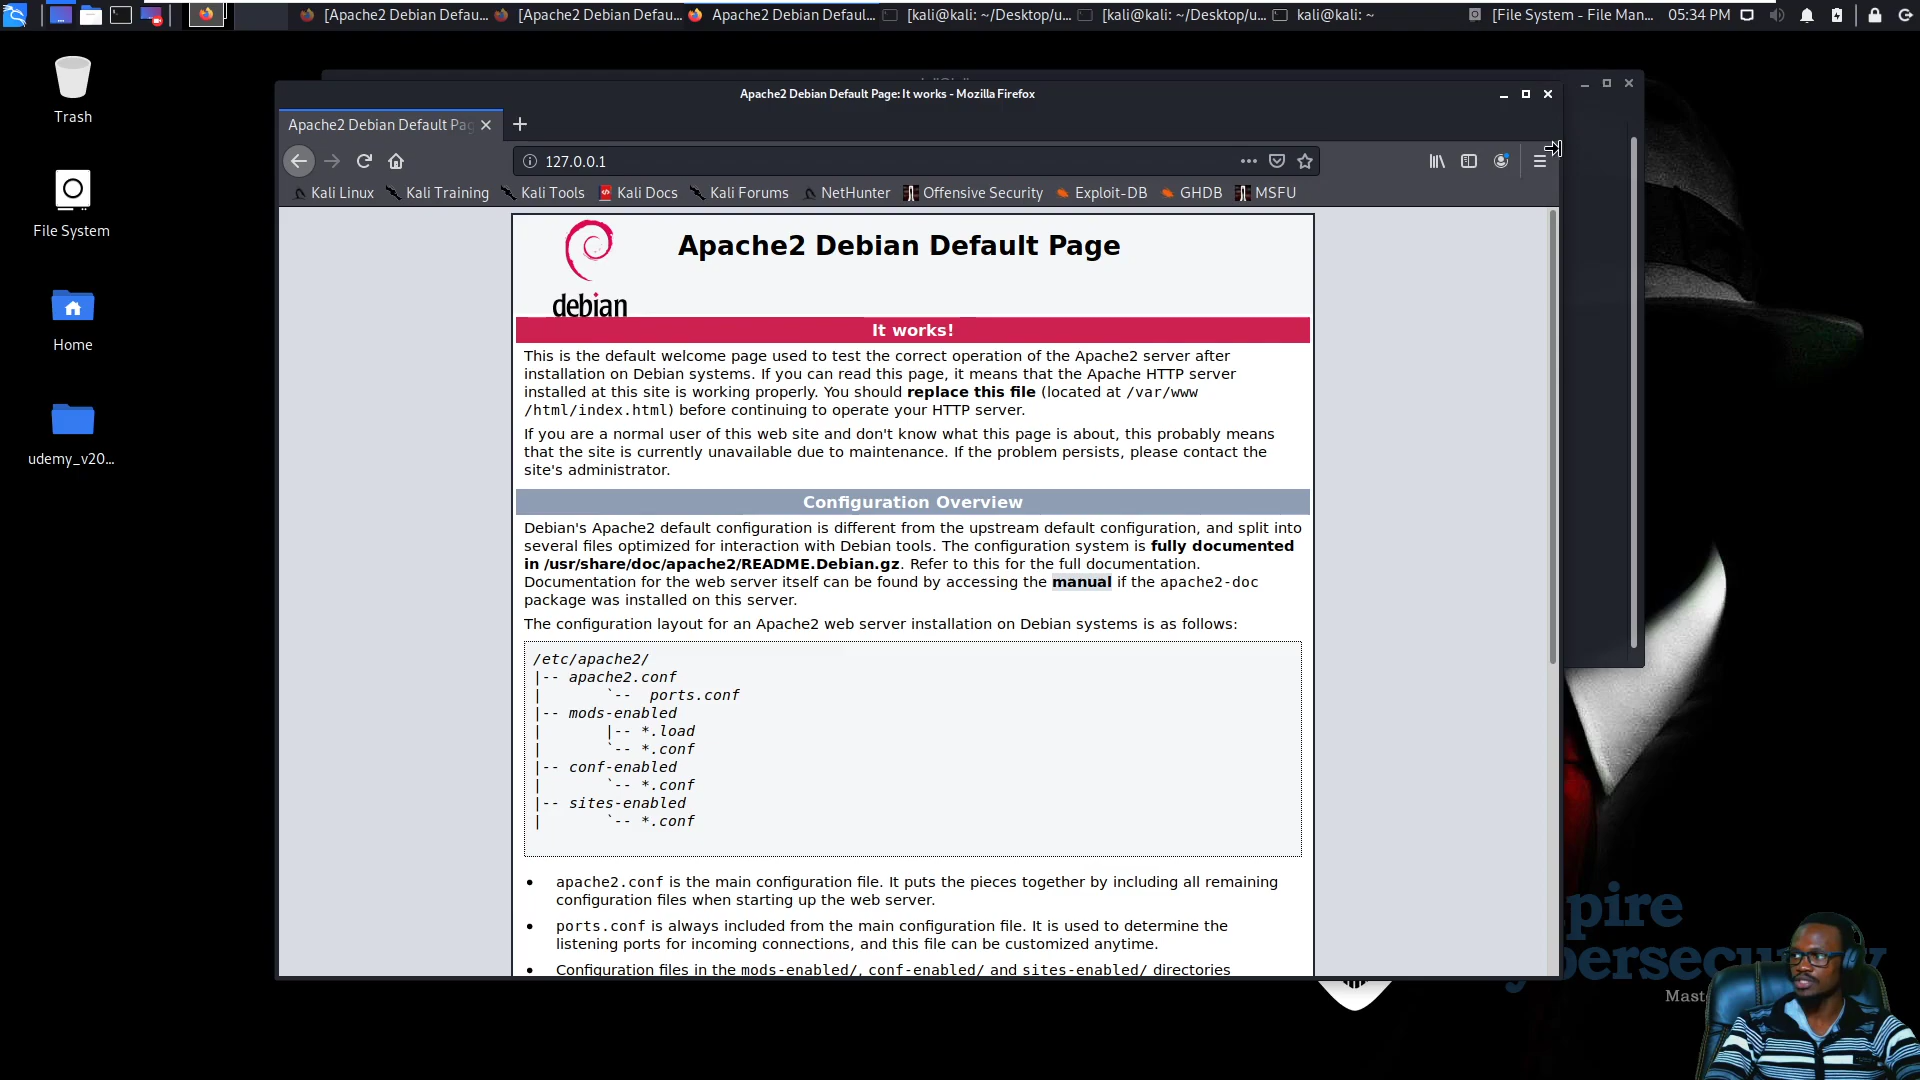 [Apache2 Debian Defau...
[Apache2 Debian Defau...
Apache2 Debian Defaul...
[kali@kali: ~/Desktop/u...
[kali@kali: ~/Desktop/u...
kali@kali: ~
[File System - File Man...
05:34 PM
Trash
File System
Home
udemy_v20...
Apache2 Debian Default Page: It works - Mozilla Firefox
Apache2 Debian Default Pag
127.0.0.1
Kali Linux
Kali Training
Kali Tools
Kali Docs
Kali Forums
NetHunter
Offensive Security
Exploit-DB
GHDB
MSFU
debian
Apache2 Debian Default Page
It works!
This is the default welcome page used to test the correct operation of the Apache2 server after
installation on Debian systems. If you can read this page, it means that the Apache HTTP server
installed at this site is working properly. You should replace this file (located at /var/www
/html/index.html) before continuing to operate your HTTP server.
If you are a normal user of this web site and don't know what this page is about, this probably means
that the site is currently unavailable due to maintenance. If the problem persists, please contact the
site's administrator.
Configuration Overview
Debian's Apache2 default configuration is different from the upstream default configuration, and split into
several files optimized for interaction with Debian tools. The configuration system is fully documented
in /usr/share/doc/apache2/README.Debian.gz. Refer to this for the full documentation.
Documentation for the web server itself can be found by accessing the manual if the apache2-doc
package was installed on this server.
The configuration layout for an Apache2 web server installation on Debian systems is as follows:
/etc/apache2/
|-- apache2.conf
|       `--  ports.conf
|-- mods-enabled
|       |-- *.load
|       `-- *.conf
|-- conf-enabled
|       `-- *.conf
|-- sites-enabled
|       `-- *.conf
• apache2.conf is the main configuration file. It puts the pieces together by including all remaining
configuration files when starting up the web server.
• ports.conf is always included from the main configuration file. It is used to determine the
listening ports for incoming connections, and this file can be customized anytime.
• Configuration files in the mods-enabled/, conf-enabled/ and sites-enabled/ directories
pire
bersecurity
Mast